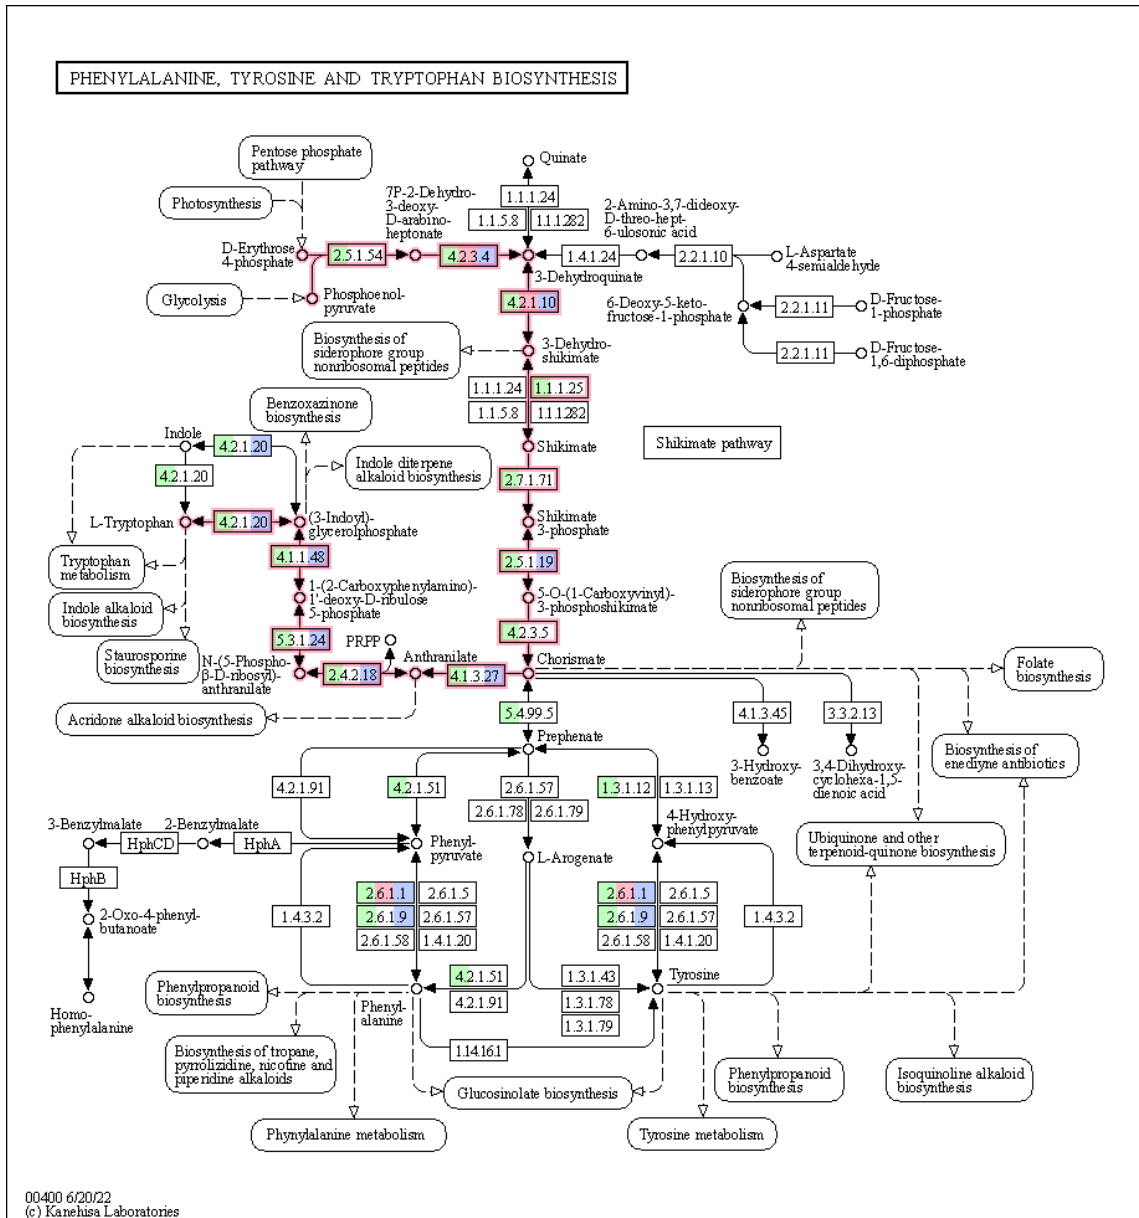 PHENYLALANINE, TYROSINE AND TRYPTOPHAN BIOSYNTHESIS
Pentose phosphate
pathway
Photosynthesis
D-Erythrose
4-phosphate
2.5.1.54
7P-2-Dehydro-
3-deoxy-
D-arabino-
heptonate
4.2.3.4
Quinate
1.1.1.24
1.1.5.8
1.1.1.282
2-Amino-3,7-dideoxy-
D-threo-hept-
6-ulosonic acid
1.4.1.24
2.2.1.10
L-Aspartate
4-semialdehyde
Glycolysis
Phosphoenol-
pyruvate
3-Dehydroquinate
4.2.1.10
6-Deoxy-5-keto-
fructose-1-phosphate
2.2.1.11
D-Fructose-
1-phosphate
2.2.1.11
D-Fructose-
1,6-diphosphate
Biosynthesis of
siderophore group
nonribosomal peptides
3-Dehydro-
shikimate
1.1.1.24
1.1.1.25
1.1.5.8
1.1.1.282
Benzoxazinone
biosynthesis
Shikimate
Shikimate pathway
Indole
4.2.1.20
4.2.1.20
Indole diterpene
alkaloid biosynthesis
2.7.1.71
L-Tryptophan
4.2.1.20
(3-Indoyl)-
glycerolphosphate
Shikimate
3-phosphate
4.1.1.48
2.5.1.19
Tryptophan
metabolism
1-(2-Carboxyphenylamino)-
1'-deoxy-D-ribulose
5-phosphate
5-O-(1-Carboxyvinyl)-
3-phosphoshikimate
Biosynthesis of
siderophore group
nonribosomal peptides
Indole alkaloid
biosynthesis
5.3.1.24
PRPP
4.2.3.5
Staurosporine
biosynthesis
N-(5-Phospho-
β-D-ribosyl)-
anthranilate
2.4.2.18
Anthranilate
4.1.3.27
Chorismate
Folate
biosynthesis
Acridone alkaloid biosynthesis
5.4.99.5
4.1.3.45
3.3.2.13
Prephenate
3-Hydroxy-
benzoate
3,4-Dihydroxy-
cyclohexa-1,5-
dienoic acid
Biosynthesis of
enediyne antibiotics
4.2.1.91
4.2.1.51
2.6.1.57
2.6.1.78
2.6.1.79
1.3.1.12
1.3.1.13
4-Hydroxy-
phenylpyruvate
3-Benzylmalate
2-Benzylmalate
HphCD
HphA
Phenyl-
pyruvate
L-Arogenate
Ubiquinone and other
terpenoid-quinone biosynthesis
HphB
2-Oxo-4-phenyl-
butanoate
1.4.3.2
2.6.1.1
2.6.1.5
2.6.1.9
2.6.1.57
2.6.1.58
1.4.1.20
2.6.1.1
2.6.1.5
2.6.1.9
2.6.1.57
2.6.1.58
1.4.1.20
1.4.3.2
Homo-
phenylalanine
Phenylpropanoid
biosynthesis
Phenyl-
alanine
4.2.1.51
4.2.1.91
1.3.1.43
1.3.1.78
1.3.1.79
Tyrosine
1.14.16.1
Biosynthesis of tropane,
pyrrolizidine, nicotine and
piperidine alkaloids
Glucosinolate biosynthesis
Phenylpropanoid
biosynthesis
Isoquinoline alkaloid
biosynthesis
Phynylalanine metabolism
Tyrosine metabolism
00400 6/20/22
(c) Kanehisa Laboratories